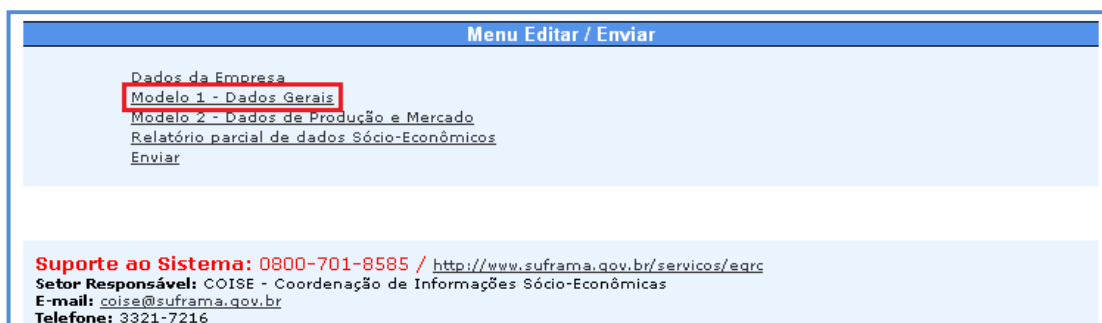 Menu Editar / Enviar
Dados da Empresa
Modelo 1 - Dados Gerais
Modelo 2 - Dados de Produção e Mercado
Relatório parcial de dados Sócio-Econômicos
Enviar
Suporte ao Sistema: 0800-701-8585 / http://www.suframa.gov.br/servicos/eqrc
Setor Responsável: COISE - Coordenação de Informações Sócio-Econômicas
E-mail: coise@suframa.gov.br
Telefone: 3321-7216